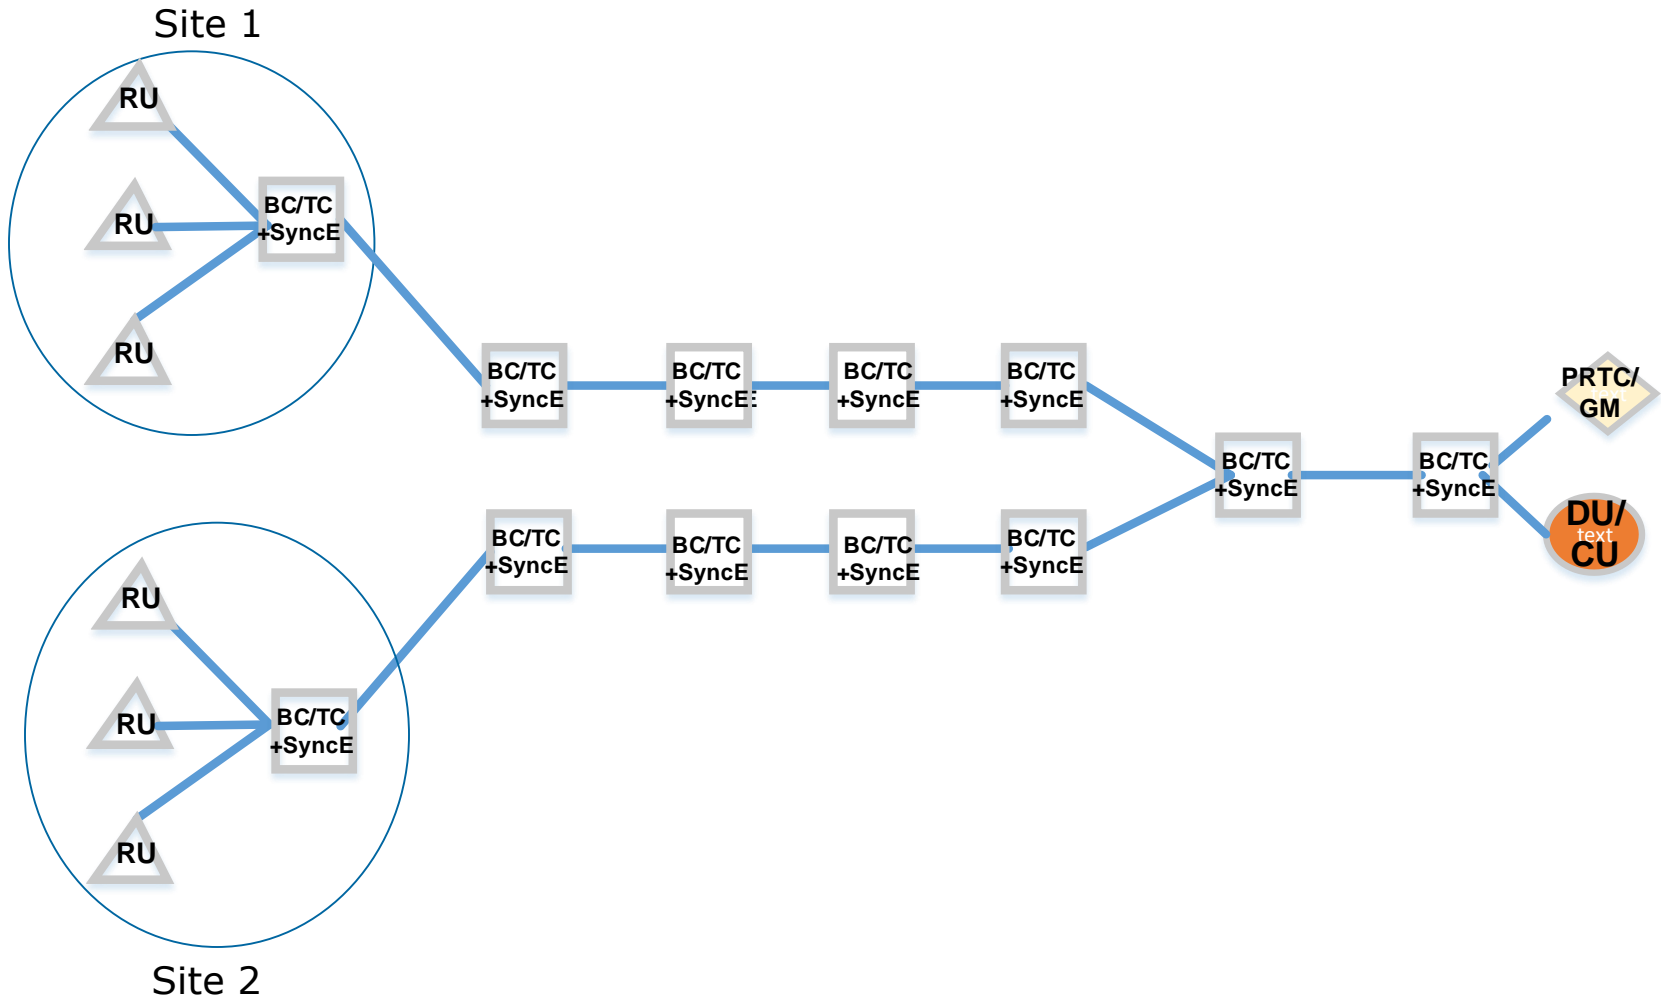 Site 1
RU
RU
RU
BC/TC
+SyncE
BC/TC
+SyncE
BC/TC
+SyncE
BC/TC
+SyncE
BC/TC
+SyncE
BC/TC
+SyncE
BC/TC
+SyncE
PRTC/
GM
DU/
text
CU
BC/TC
+SyncE
BC/TC
+SyncE
BC/TC
+SyncE
BC/TC
+SyncE
RU
RU
RU
BC/TC
+SyncE
Site 2